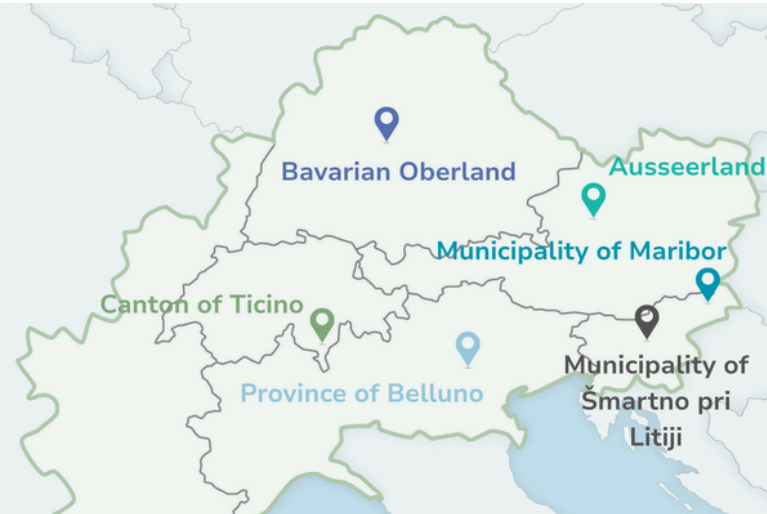 Bavarian Oberland
Ausseerland
Municipality of Maribor
Canton of Ticino
Province of Belluno
Municipality of
Šmartno pri
Litiji